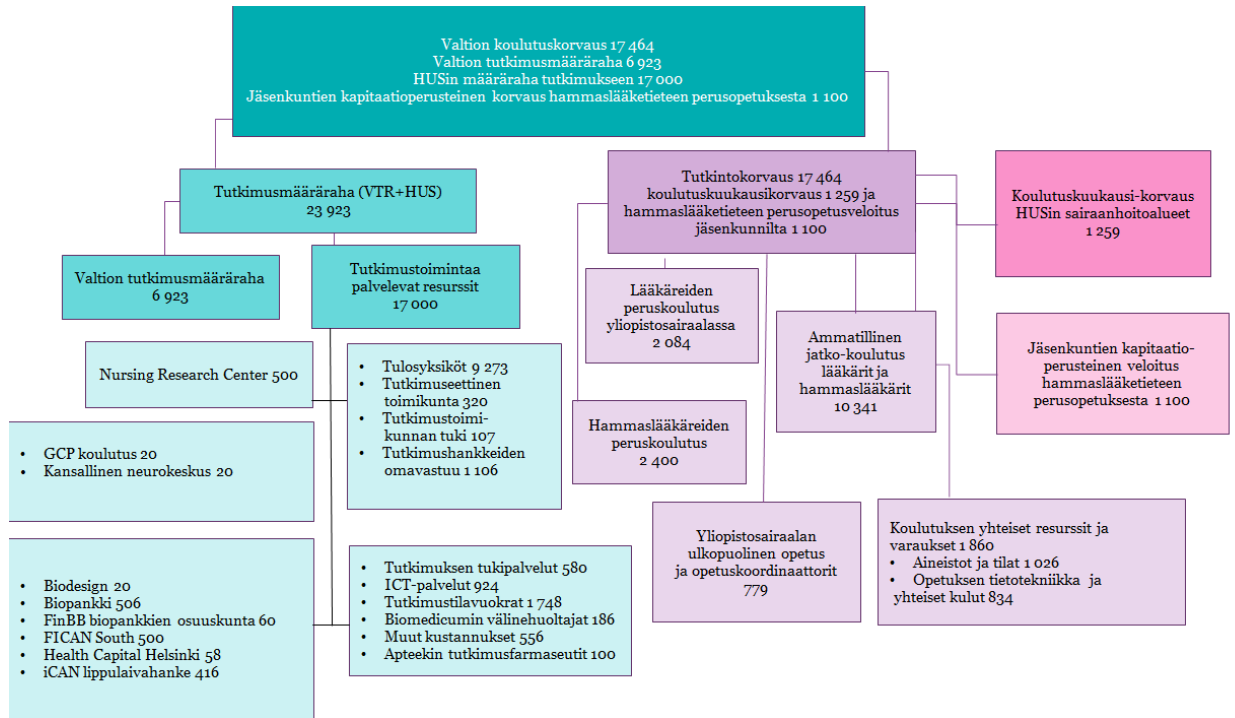 Valtion koulutuskorvaus 17 464
Valtion tutkimusmääräraha 6 923
HUSin määräraha tutkimukseen 17 000
Jäsenkuntien kapitaatioperusteinen korvaus hammaslääketieteen perusopetuksesta 1 100
Tutkimusmääräraha (VTR+HUS)
23 923
Valtion tutkimusmääräraha
6 923
Tutkimustoimintaa
palvelevat resurssit
17 000
Nursing Research Center 500
• Tulosyksiköt 9 273
• Tutkimuseettinen
toimikunta 320
• Tutkimustoimi-
kunnan tuki 107
• Tutkimushankkeiden
omavastuu 1 106
• GCP koulutus 20
• Kansallinen neurokeskus 20
• Biodesign 20
• Biopankki 506
• FinBB biopankkien osuuskunta 60
• FICAN South 500
• Health Capital Helsinki 58
• iCAN lippulaivahanke 416
• Tutkimuksen tukipalvelut 580
• ICT-palvelut 924
• Tutkimustilavuokrat 1 748
• Biomedicumin välinehuoltajat 186
• Muut kustannukset 556
• Apteekin tutkimusfarmaseutit 100
Tutkintokorvaus 17 464
koulutuskuukausikorvaus 1 259 ja
hammaslääketieteen perusopetusveloitus
jäsenkunnilta 1 100
Lääkäreiden
peruskoulutus
yliopistosairaalassa
2 084
Hammaslääkäreiden
peruskoulutus
2 400
Yliopistosairaalan
ulkopuolinen opetus
ja opetuskoordinaattorit
779
Ammatillinen
jatko-koulutus
lääkärit ja
hammaslääkärit
10 341
Koulutuksen yhteiset resurssit ja
varaukset 1 860
• Aineistot ja tilat 1 026
• Opetuksen tietotekniikka ja
yhteiset kulut 834
Koulutuskuukausi-korvaus
HUSin sairaanhoitoalueet
1 259
Jäsenkuntien kapitaatio-
perusteinen veloitus
hammaslääketieteen
perusopetuksesta 1 100